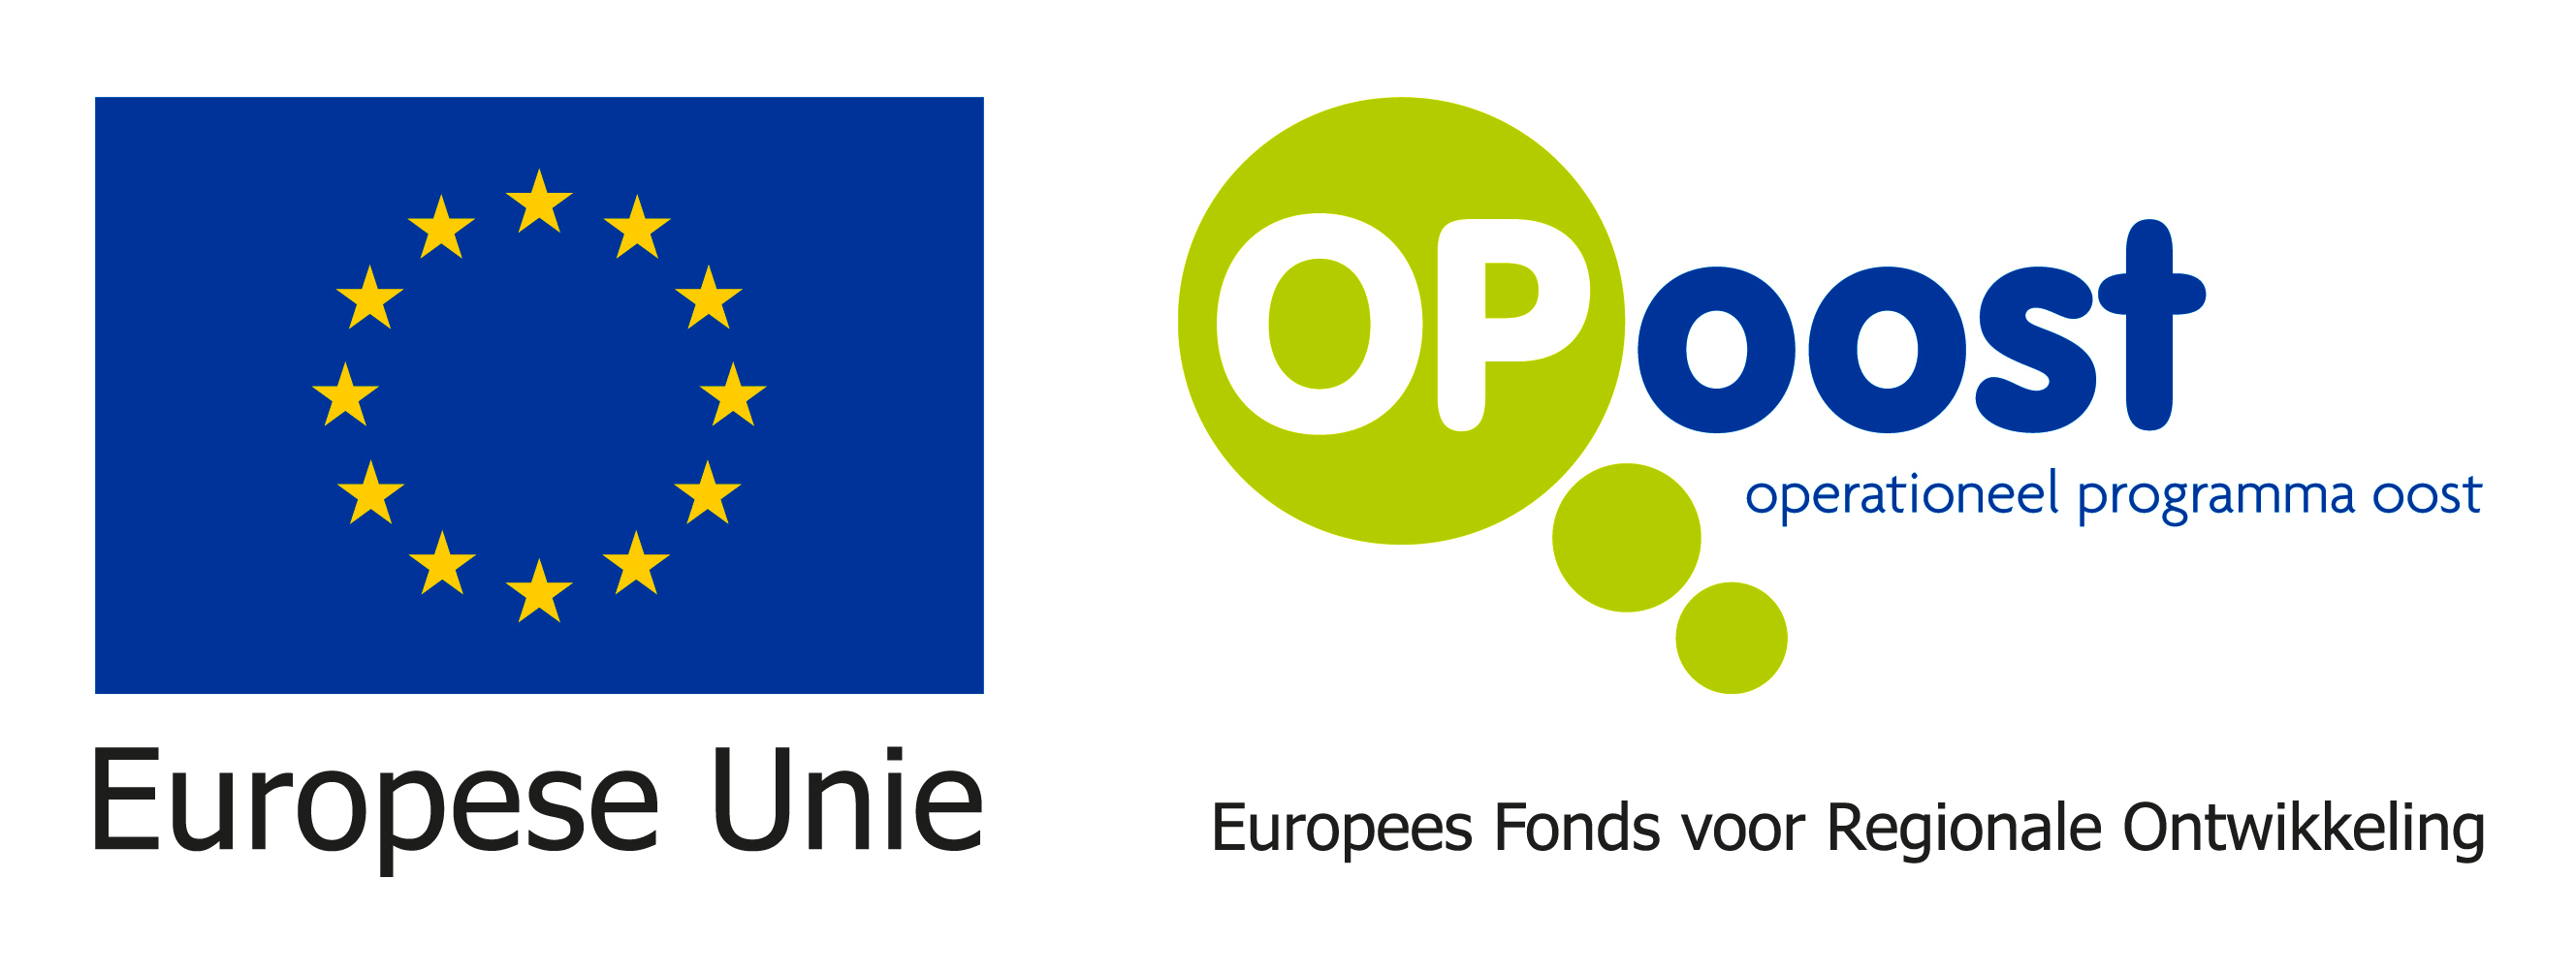 OPoost
operationeel programma oost
Europese Unie
Europees Fonds voor Regionale Ontwikkeling